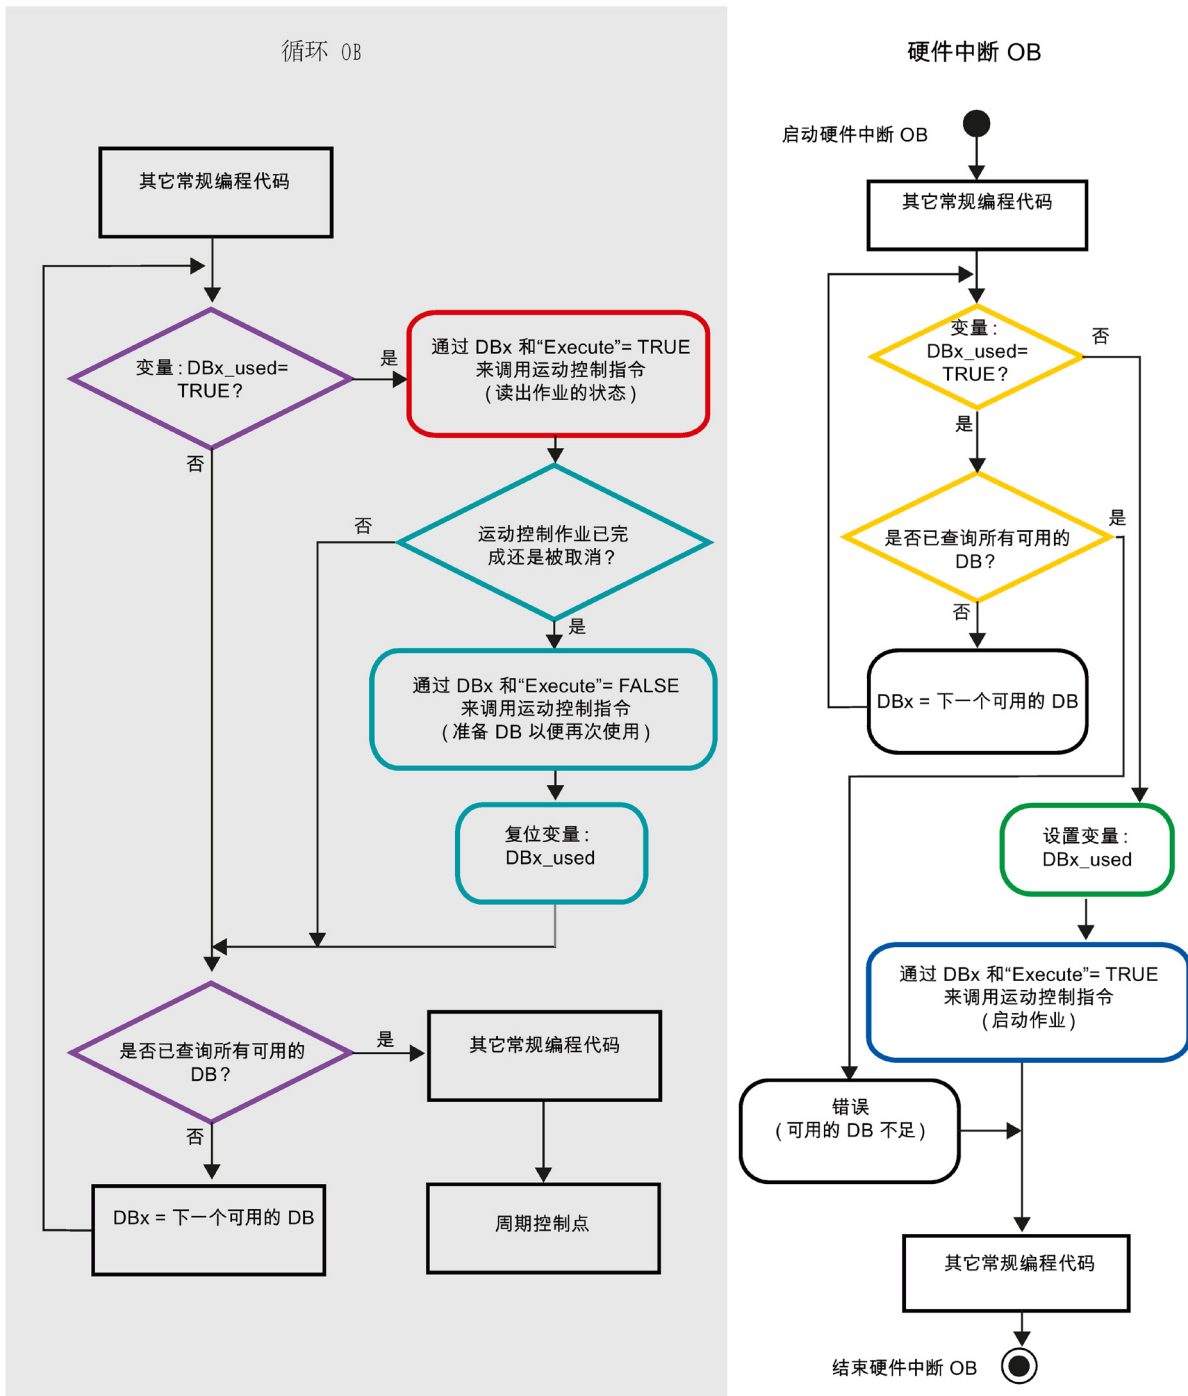 循环 OB
其它常规编程代码
变量：DBx_used=
TRUE？
是
否
通过 DBx 和“Execute”= TRUE
来调用运动控制指令
（读出作业的状态）
运动控制作业已完
成还是被取消？
否
是
通过 DBx 和“Execute”= FALSE
来调用运动控制指令
（准备 DB 以便再次使用）
复位变量：
DBx_used
是否已查询所有可用的
DB？
是
否
其它常规编程代码
DBx = 下一个可用的 DB
周期控制点
硬件中断 OB
启动硬件中断 OB
其它常规编程代码
变量：
DBx_used=
TRUE？
否
是
是否已查询所有可用的
DB？
是
否
DBx = 下一个可用的 DB
设置变量：
DBx_used
通过 DBx 和“Execute”= TRUE
来调用运动控制指令
（启动作业）
错误
（可用的 DB 不足）
其它常规编程代码
结束硬件中断 OB